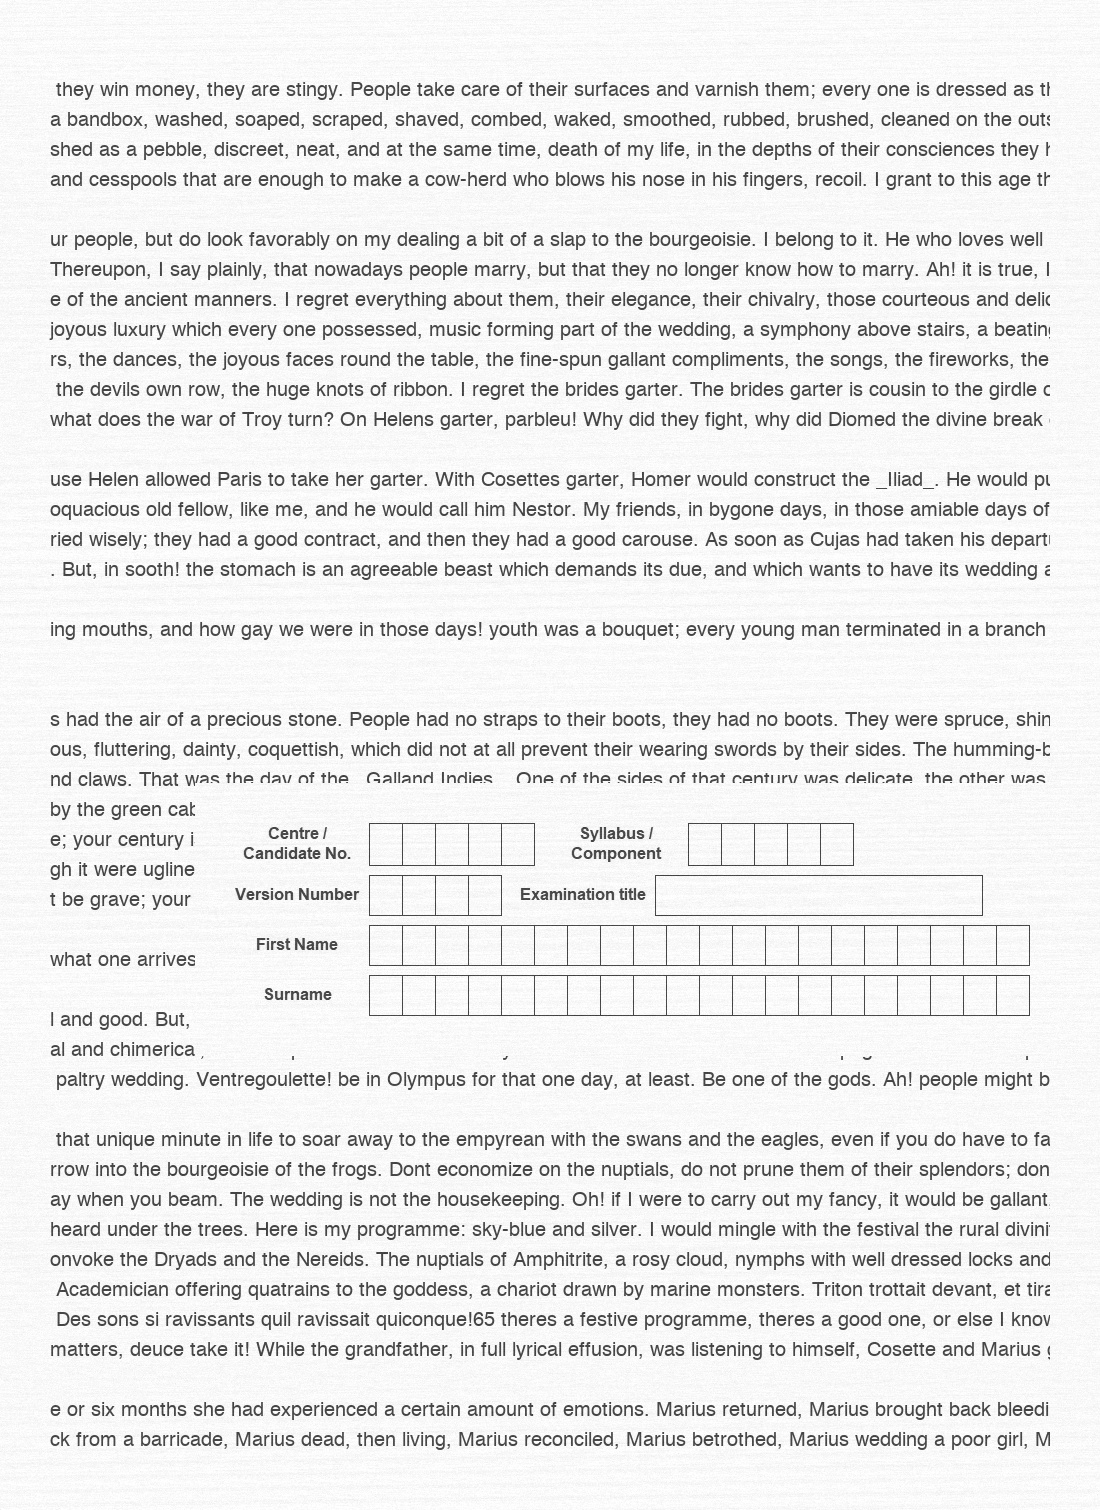 they win money, they are stingy. People take care of their surfaces and varnish them; every one is dressed as
a bandbox, washed, soaped, scraped, shaved, combed, waked, smoothed, rubbed, brushed, cleaned on the
shed as a pebble, discreet, neat, and at the same time, death of my life, in the depths of their consciences they
and cesspools that are enough to make a cow-herd who blows his nose in his fingers, recoil. I grant to this age
ur people, but do look favorably on my dealing a bit of a slap to the bourgeoisie. I belong to it. He who loves well
Thereupon, I say plainly, that nowadays people marry, but that they no longer know how to marry. Ah! it is true, I
e of the ancient manners. I regret everything about them, their elegance, their chivalry, those courteous and
joyous luxury which every one possessed, music forming part of the wedding, a symphony above stairs, a beating
rs, the dances, the joyous faces round the table, the fine-spun gallant compliments, the songs, the fireworks, the
the devils own row, the huge knots of ribbon. I regret the brides garter. The brides garter is cousin to the girdle
what does the war of Troy turn? On Helens garter, parbleu! Why did they fight, why did Diomed the divine break
use Helen allowed Paris to take her garter. With Cosettes garter, Homer would construct the _Iliad_. He would
oquacious old fellow, like me, and he would call him Nestor. My friends, in bygone days, in those amiable days of
ried wisely; they had a good contract, and then they had a good carouse. As soon as Cujas had taken his
. But, in sooth! the stomach is an agreeable beast which demands its due, and which wants to have its wedding
ing mouths, and how gay we were in those days! youth was a bouquet; every young man terminated in a branch
s had the air of a precious stone. People had no straps to their boots, they had no boots. They were spruce, shin
ous, fluttering, dainty, coquettish, which did not at all prevent their wearing swords by their sides. The
nd claws. That was the day of the _Galland Indies_. One of the sides of that century was delicate, the other was
by the green
e; your century
gh it were
t be grave; your
what one arrives
l and good. But,
al and chimerica
Centre /
Candidate No.
Syllabus /
Component
Version Number
Examination title
First Name
Surname
paltry wedding. Ventregoulette! be in Olympus for that one day, at least. Be one of the gods. Ah! people might
that unique minute in life to soar away to the empyrean with the swans and the eagles, even if you do have to fa
rrow into the bourgeoisie of the frogs. Dont economize on the nuptials, do not prune them of their splendors; don
ay when you beam. The wedding is not the housekeeping. Oh! if I were to carry out my fancy, it would be gallant,
heard under the trees. Here is my programme: sky-blue and silver. I would mingle with the festival the rural
onvoke the Dryads and the Nereids. The nuptials of Amphitrite, a rosy cloud, nymphs with well dressed locks and
Academician offering quatrains to the goddess, a chariot drawn by marine monsters. Triton trottait devant, et
Des sons si ravissants quil ravissait quiconque!65 theres a festive programme, theres a good one, or else I know
matters, deuce take it! While the grandfather, in full lyrical effusion, was listening to himself, Cosette and Marius
e or six months she had experienced a certain amount of emotions. Marius returned, Marius brought back bleedi
ck from a barricade, Marius dead, then living, Marius reconciled, Marius betrothed, Marius wedding a poor girl,